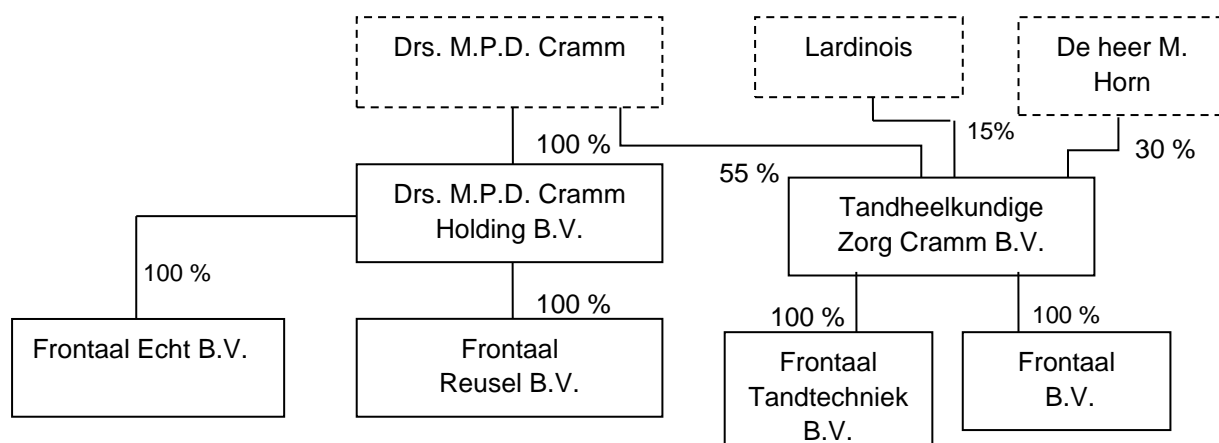 Drs. M.P.D. Cramm
Lardinois
De heer M.
Horn
100 %
55 %
15%
30 %
Drs. M.P.D. Cramm
Holding B.V.
Tandheelkundige
Zorg Cramm B.V.
100 %
100 %
100 %
100 %
Frontaal Echt B.V.
Frontaal
Reusel B.V.
Frontaal
Tandtechniek
B.V.
Frontaal
B.V.